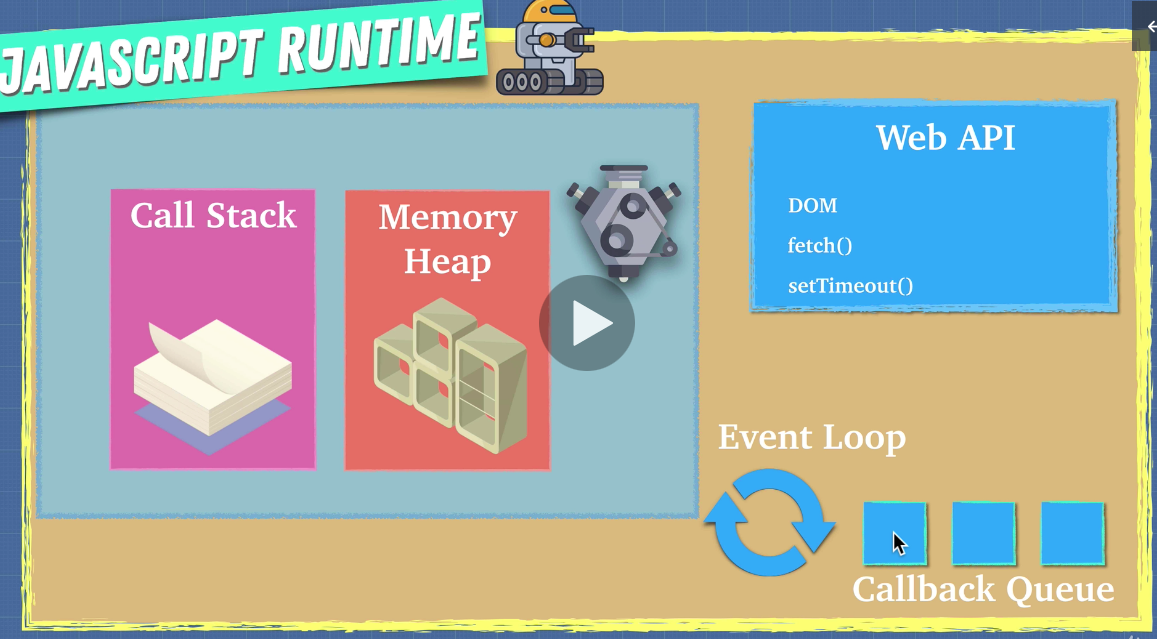 JAVASCRIPT RUNTIME
Call Stack
Memory
Heap
Web API
DOM
fetch()
setTimeout()
Event Loop
Callback Queue